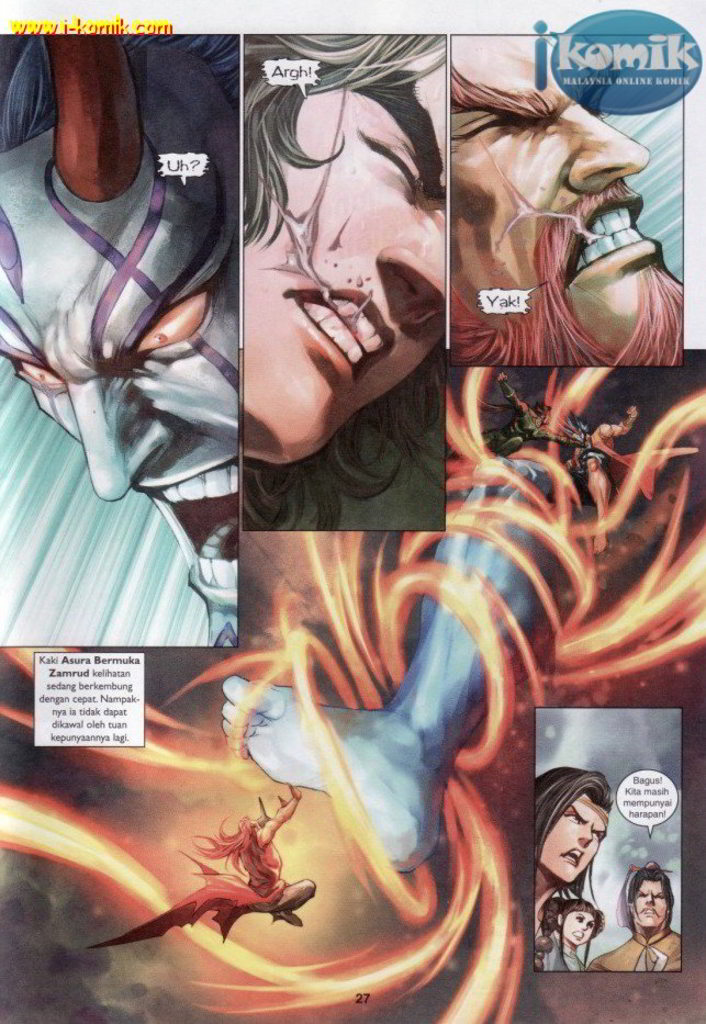 www.i-komik.com
ikomik
MALAYSIA ONLINE KOMIK
Uh?
Argh!
Yak!
Kaki Asura Bermuka
Zamrud kelihatan
sedang berkembung
dengan cepat. Nampak-
nya ia tidak dapat
dikawal oleh tuan
kepunyaannya lagi.
Bagus!
Kita masih
mempunyai
harapan!
27